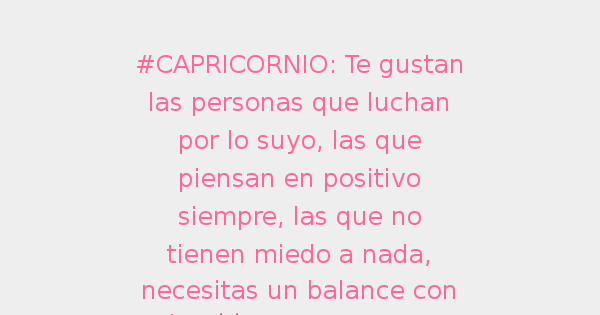 #CAPRICORNIO: Te gustan
las personas que luchan
por lo suyo, las que
piensan en positivo
siempre, las que no
tienen miedo a nada,
necesitas un balance con